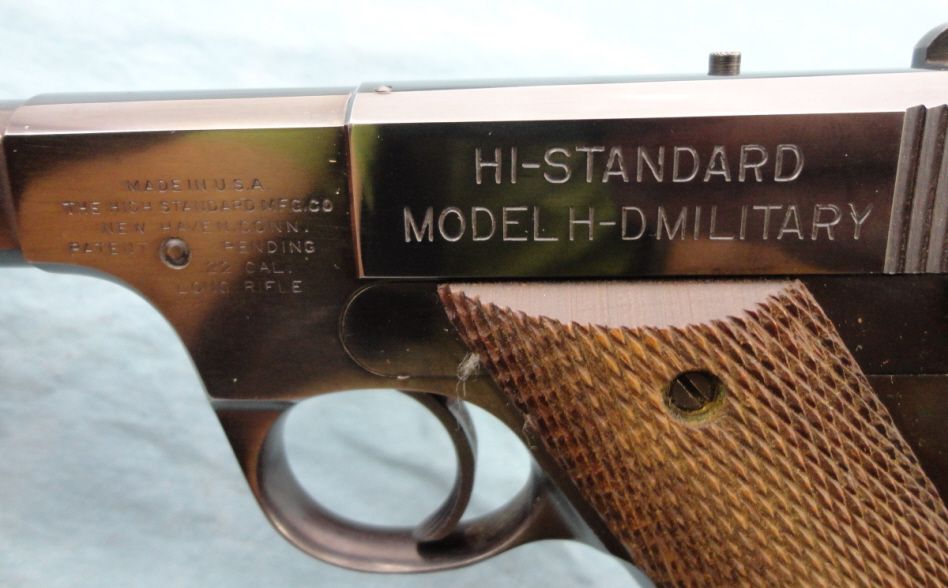 MADE IN U.S.A.
THE HIGH STANDARD MFG. CO
NEW HAVEN, CONN.
PATENT PENDING
22 CAL.
LONG RIFLE
HI-STANDARD
MODEL H-D MILITARY